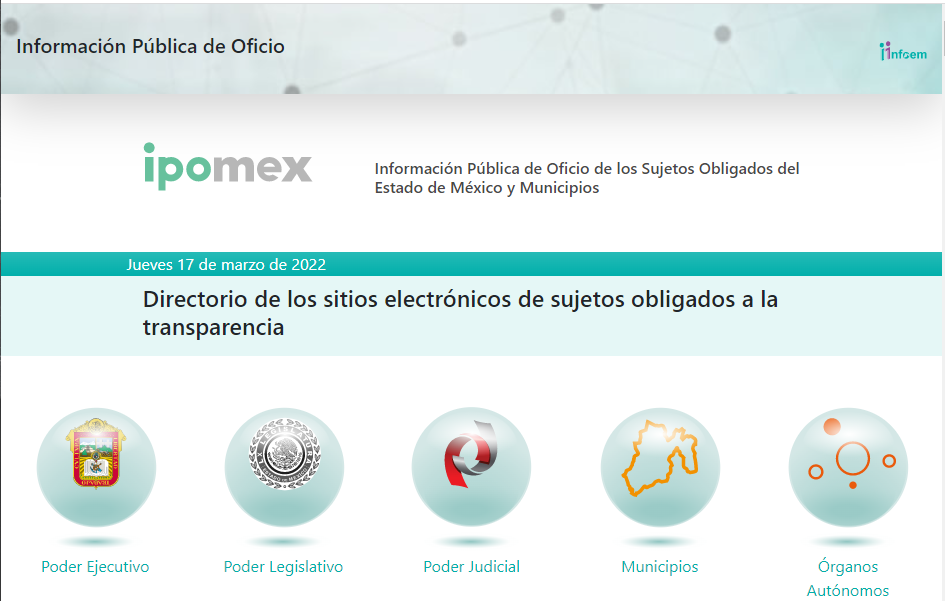 Información Pública de Oficio
infoem
ipomex
Información Pública de Oficio de los Sujetos Obligados del
Estado de México y Municipios
Jueves 17 de marzo de 2022
Directorio de los sitios electrónicos de sujetos obligados a la
transparencia
Poder Ejecutivo
Poder Legislativo
Poder Judicial
Municipios
Órganos
Autónomos